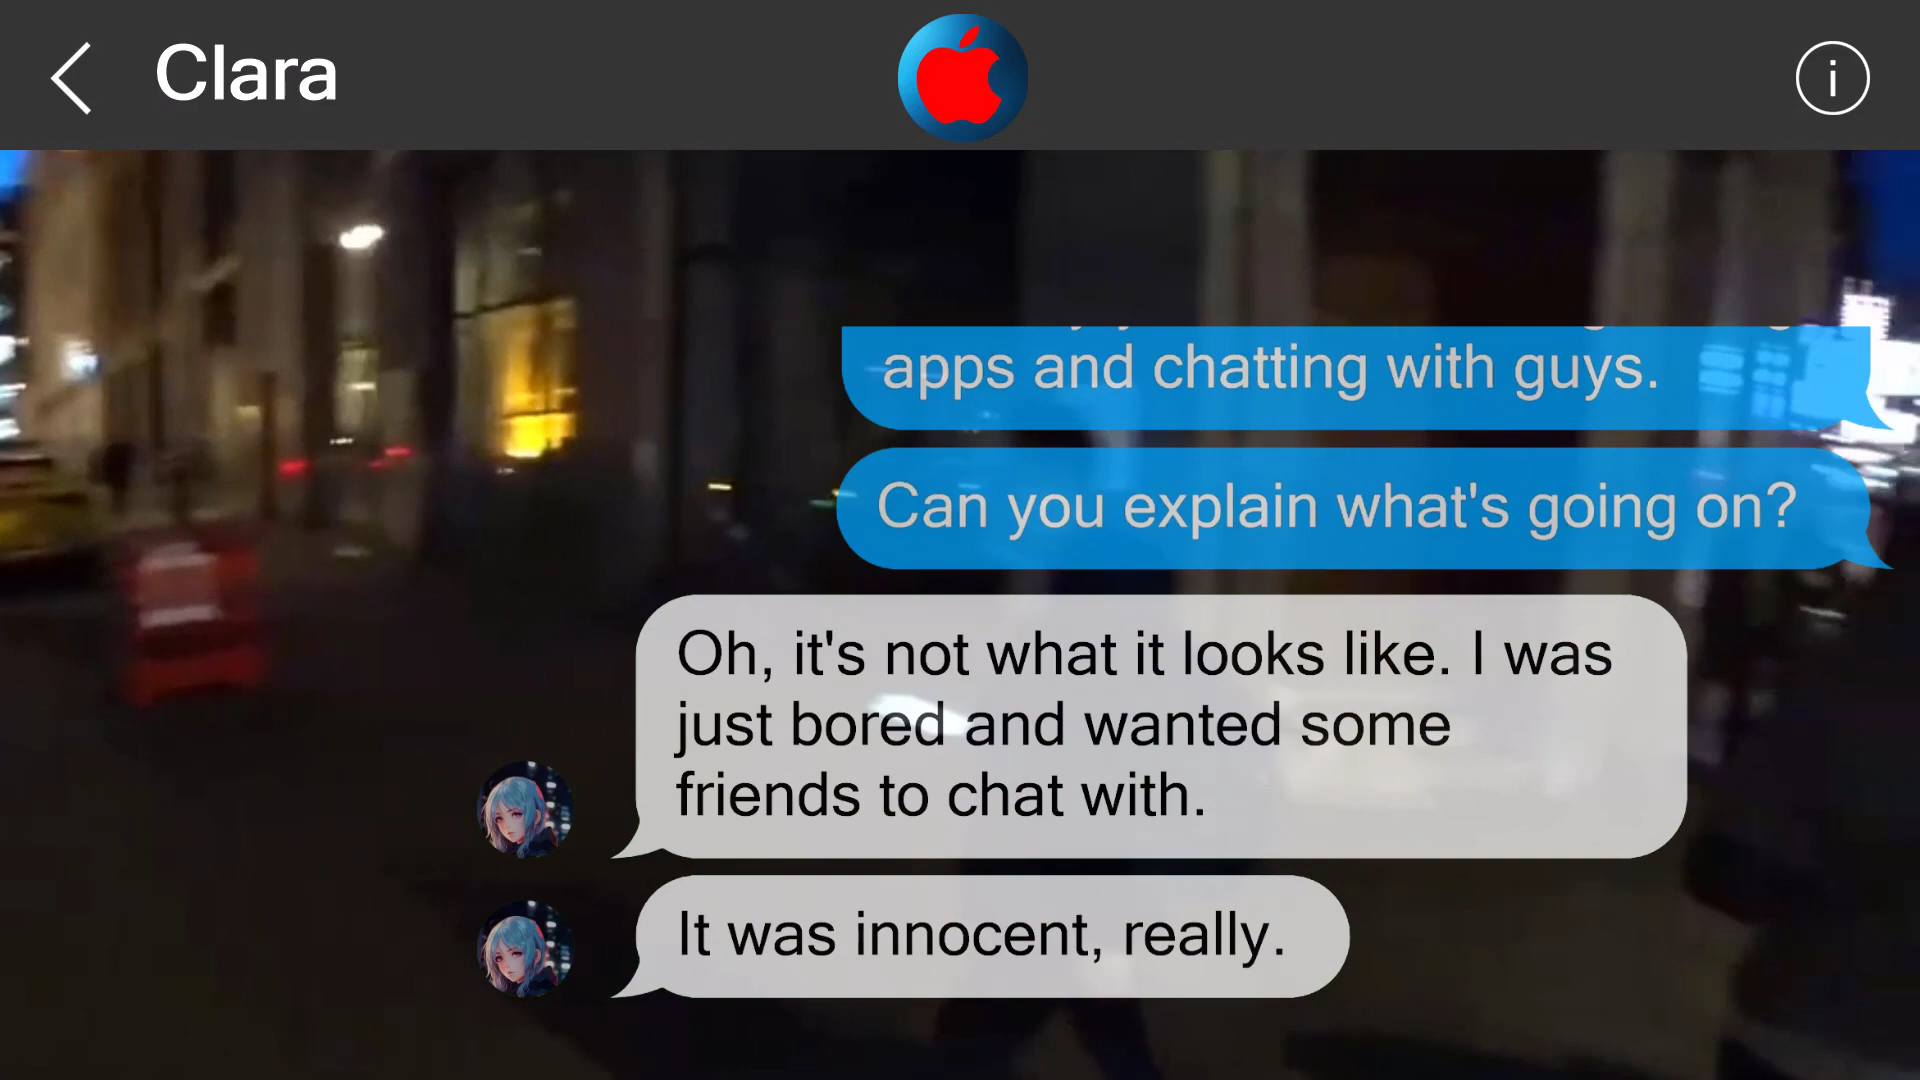 Clara
apps and chatting with guys.
Can you explain what's going on?
Oh, it's not what it looks like. I was
just bored and wanted some
friends to chat with.
It was innocent, really.